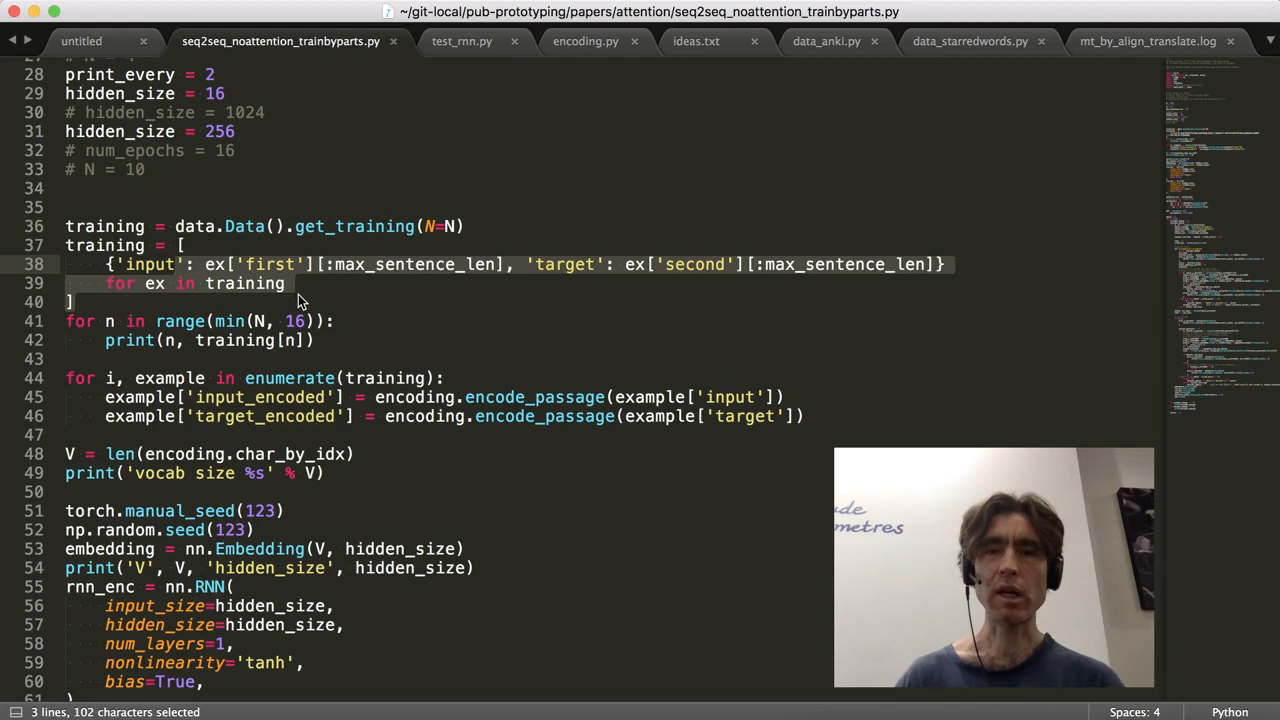 ~/git-local/pub-prototyping/papers/attention/seq2seq_noattention_trainbyparts.py
untitled × seq2seq_noattention_trainbyparts.py × test_rnn.py × encoding.py × ideas.txt × data_anki.py × data_starredwords.py × mt_by_align_translate.log ×
28 print_every = 2
29 hidden_size = 16
30 # hidden_size = 1024
31 hidden_size = 256
32 # num_epochs = 16
33 # N = 10
34
35
36 training = data.Data().get_training(N=N)
37 training = [
38     {'input': ex['first'][:max_sentence_len], 'target': ex['second'][:max_sentence_len]}
39     for ex in training
40 ]
41 for n in range(min(N, 16)):
42     print(n, training[n])
43
44 for i, example in enumerate(training):
45     example['input_encoded'] = encoding.encode_passage(example['input'])
46     example['target_encoded'] = encoding.encode_passage(example['target'])
47
48 V = len(encoding.char_by_idx)
49 print('vocab size %s' % V)
50
51 torch.manual_seed(123)
52 np.random.seed(123)
53 embedding = nn.Embedding(V, hidden_size)
54 print('V', V, 'hidden_size', hidden_size)
55 rnn_enc = nn.RNN(
56     input_size=hidden_size,
57     hidden_size=hidden_size,
58     num_layers=1,
59     nonlinearity='tanh',
60     bias=True,
61 )
ude
ometres
3 lines, 102 characters selected
Spaces: 4
Python